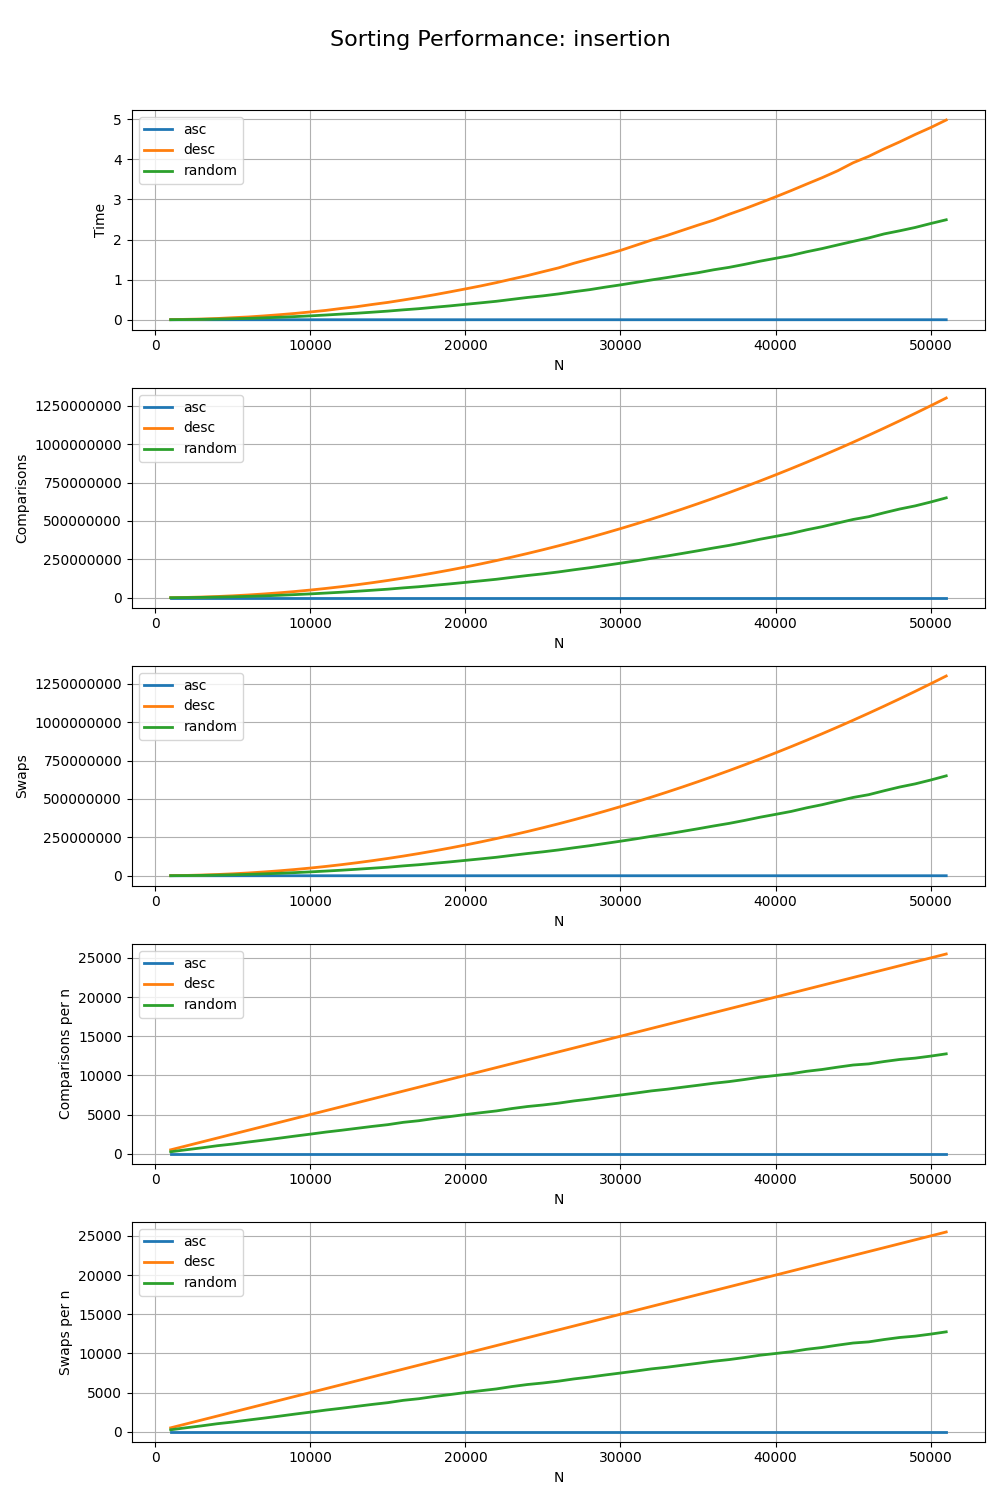 Sorting Performance: insertion
asc
desc
random
Time
5
4
3
2
1
0
0 10000 20000 30000 40000 50000
N
asc
desc
random
Comparisons
1250000000
1000000000
750000000
500000000
250000000
0
0 10000 20000 30000 40000 50000
N
asc
desc
random
Swaps
1250000000
1000000000
750000000
500000000
250000000
0
0 10000 20000 30000 40000 50000
N
asc
desc
random
Comparisons per n
25000
20000
15000
10000
5000
0
0 10000 20000 30000 40000 50000
N
asc
desc
random
Swaps per n
25000
20000
15000
10000
5000
0
0 10000 20000 30000 40000 50000
N